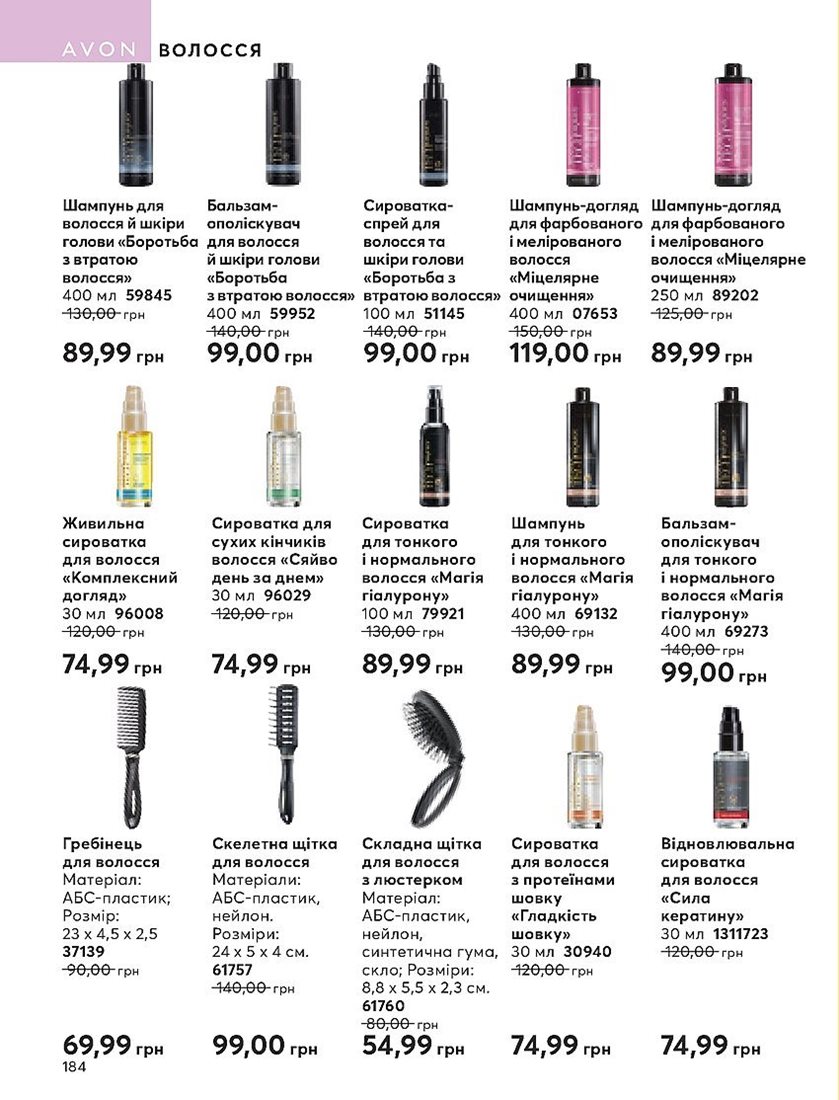 AVON ВОЛОССЯ
Шампунь для
волосся й шкіри
голови «Боротьба
з втратою
волосся»
400 мл 59845
130,00 грн
89,99 грн
Бальзам-
ополіскувач
для волосся
й шкіри голови
«Боротьба
з втратою волосся»
400 мл 59952
140,00 грн
99,00 грн
Сироватка-
спрей для
волосся та
шкіри голови
«Боротьба з
втратою волосся»
100 мл 51145
140,00 грн
99,00 грн
Шампунь-догляд
для фарбованого
і мелірованого
волосся
«Міцелярне
очищення»
400 мл 07653
150,00 грн
119,00 грн
Шампунь-догляд
для фарбованого
і мелірованого
волосся «Міцелярне
очищення»
250 мл 89202
125,00 грн
89,99 грн
Живильна
сироватка
для волосся
«Комплексний
догляд»
30 мл 96008
120,00 грн
74,99 грн
Сироватка для
сухих кінчиків
волосся «Сяйво
день за днем»
30 мл 96029
120,00 грн
74,99 грн
Сироватка
для тонкого
і нормального
волосся «Магія
гіалурону»
100 мл 79921
130,00 грн
89,99 грн
Шампунь
для тонкого
і нормального
волосся «Магія
гіалурону»
400 мл 69132
130,00 грн
89,99 грн
Бальзам-
ополіскувач
для тонкого
і нормального
волосся «Магія
гіалурону»
400 мл 69273
140,00 грн
99,00 грн
Гребінець
для волосся
Матеріал:
АБС-пластик;
Розмір:
23 х 4,5 х 2,5
37139
90,00 грн
69,99 грн
Скелетна щітка
для волосся
Матеріали:
АБС-пластик,
нейлон.
Розміри:
24 х 5 х 4 см.
61757
140,00 грн
99,00 грн
Складна щітка
для волосся
з люстерком
Матеріал:
АБС-пластик,
нейлон,
синтетична гума,
скло; Розміри:
8,8 х 5,5 х 2,3 см.
61760
80,00 грн
54,99 грн
Сироватка
для волосся
з протеїнами
шовку
«Гладкість
шовку»
30 мл 30940
120,00 грн
74,99 грн
Відновлювальна
сироватка
для волосся
«Сила
кератину»
30 мл 1311723
120,00 грн
74,99 грн
184